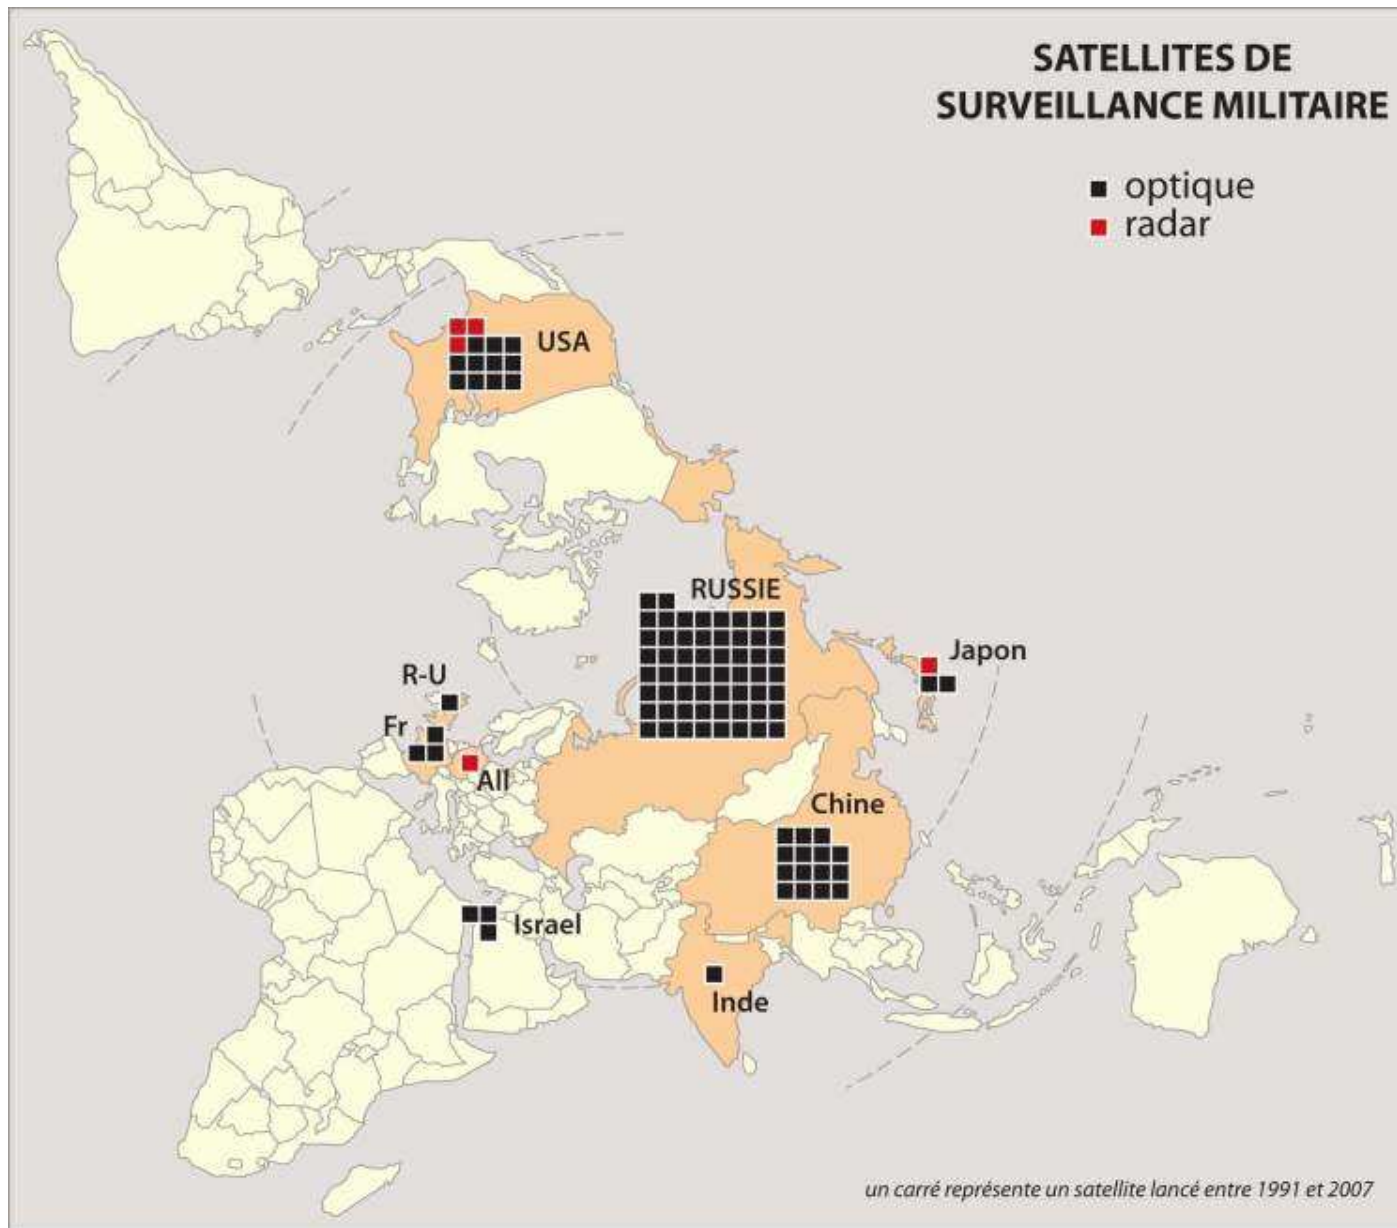 SATELLITES DE
SURVEILLANCE MILITAIRE
optique
radar
USA
RUSSIE
Japon
R-U
Fr
All
Chine
Israel
Inde
un carré représente un satellite lancé entre 1991 et 2007